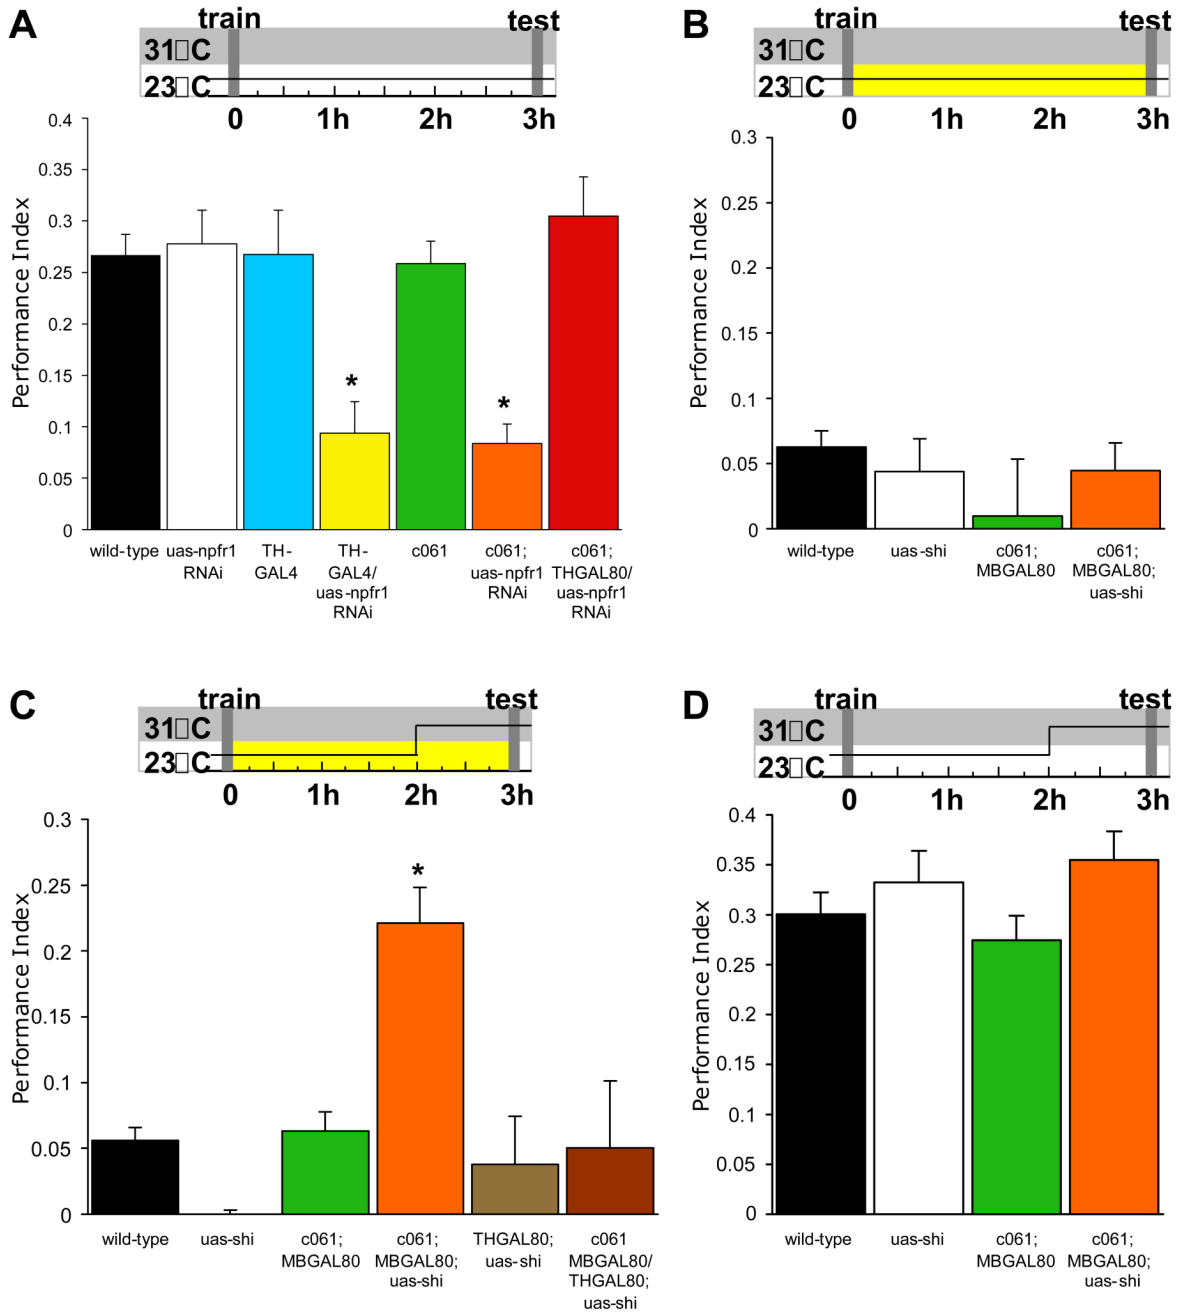 A
train
test
31□C
23□C
0 1h 2h 3h
0.4
0.35
0.3
0.25
0.2
0.15
0.1
0.05
0
Performance Index
*
*
wild-type
uas-npfr1
RNAi
TH-
GAL4
TH-
GAL4/
uas-npfr1
RNAi
c061
c061;
uas-npfr1
RNAi
c061;
THGAL80/
uas-npfr1
RNAi
B
train
test
31□C
23□C
0 1h 2h 3h
0.3
0.25
0.2
0.15
0.1
0.05
0
Performance Index
wild-type
uas-shi
c061;
MBGAL80
c061;
MBGAL80;
uas-shi
C
train
test
31□C
23□C
0 1h 2h 3h
0.3
0.25
0.2
0.15
0.1
0.05
0
Performance Index
*
wild-type
uas-shi
c061;
MBGAL80
c061;
MBGAL80;
uas-shi
THGAL80;
uas-shi
c061
MBGAL80/
THGAL80;
uas-shi
D
train
test
31□C
23□C
0 1h 2h 3h
0.4
0.35
0.3
0.25
0.2
0.15
0.1
0.05
0
Performance Index
wild-type
uas-shi
c061;
MBGAL80
c061;
MBGAL80;
uas-shi